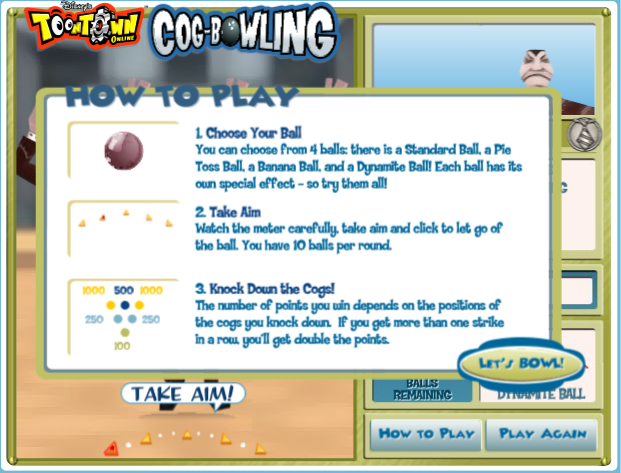 Disney's
TOONTOWN
ONLINE
COG-BOWLING
HOW TO PLAY
1. Choose Your Ball
You can choose from 4 balls: there is a Standard Ball, a Pie
Toss Ball, a Banana Ball, and a Dynamite Ball! Each ball has its
own special effect - so try them all!
2. Take Aim
Watch the meter carefully, take aim and click to let go of
the ball. You have 10 balls per round.
1000 500 1000
250 250
100
3. Knock Down the Cogs!
The number of points you win depends on the positions of
the cogs you knock down. If you get more than one strike
in a row, you'll get double the points.
LET'S BOWL!
TAKE AIM!
BALLS
REMAINING
DYNAMITE BALL
HOW TO PLAY
PLAY AGAIN